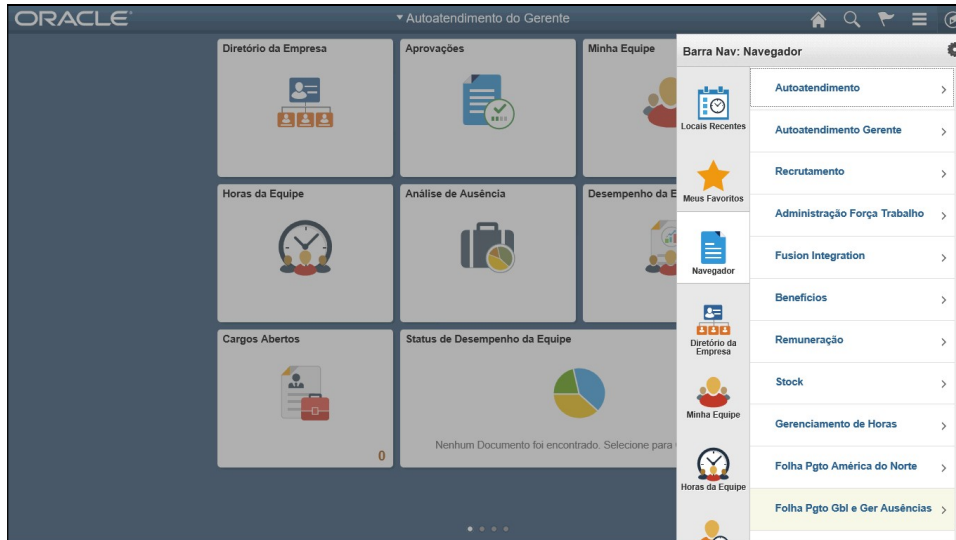 ORACLE
Autoatendimento do Gerente
Diretório da Empresa
Aprovações
Minha Equipe
Horas da Equipe
Análise de Ausência
Desempenho da E
Cargos Abertos
0
Status de Desempenho da Equipe
Nenhum Documento foi encontrado. Selecione para
Barra Nav: Navegador
Locais Recentes
Meus Favoritos
Navegador
Diretório da
Empresa
Minha Equipe
Horas da Equipe
Autoatendimento
Autoatendimento Gerente
Recrutamento
Administração Força Trabalho
Fusion Integration
Benefícios
Remuneração
Stock
Gerenciamento de Horas
Folha Pgto América do Norte
Folha Pgto Gbl e Ger Ausências